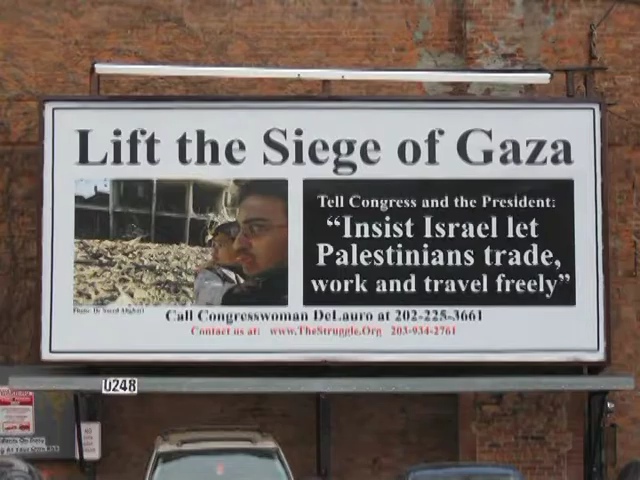 Lift the Siege of Gaza
Tell Congress and the President:
"Insist Israel let
Palestinians trade,
work and travel freely"
Call Congresswoman DeLauro at 202-225-3661
Contact us at: www.TheStruggle.Org 203-934-2761
U248
NO